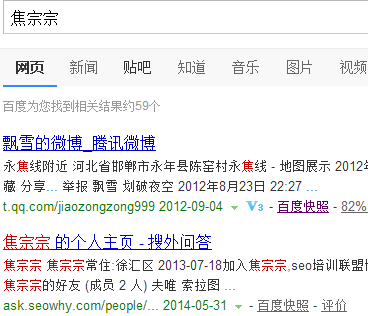 焦宗宗
网页 新闻 贴吧 知道 音乐 图片 视频
百度为您找到相关结果约59个
飘雪的微博_腾讯微博
永焦线附近 河北省邯郸市永年县陈窑村永焦线 - 地图展示 2012年
藏 分享... 举报 飘雪 划破夜空 2012年8月23日 22:27 ...
t.qq.com/jiaozongzong999 2012-09-04 V3 - 百度快照 - 82%
焦宗宗 的个人主页 - 搜外问答
焦宗宗 焦宗宗常住:徐汇区 2013-07-18加入焦宗宗,seo培训联盟博
焦宗宗的好友 (成员 2 人) 夫唯 索拉图 ...
ask.seowhy.com/people/... 2014-05-31 - 百度快照 - 评价